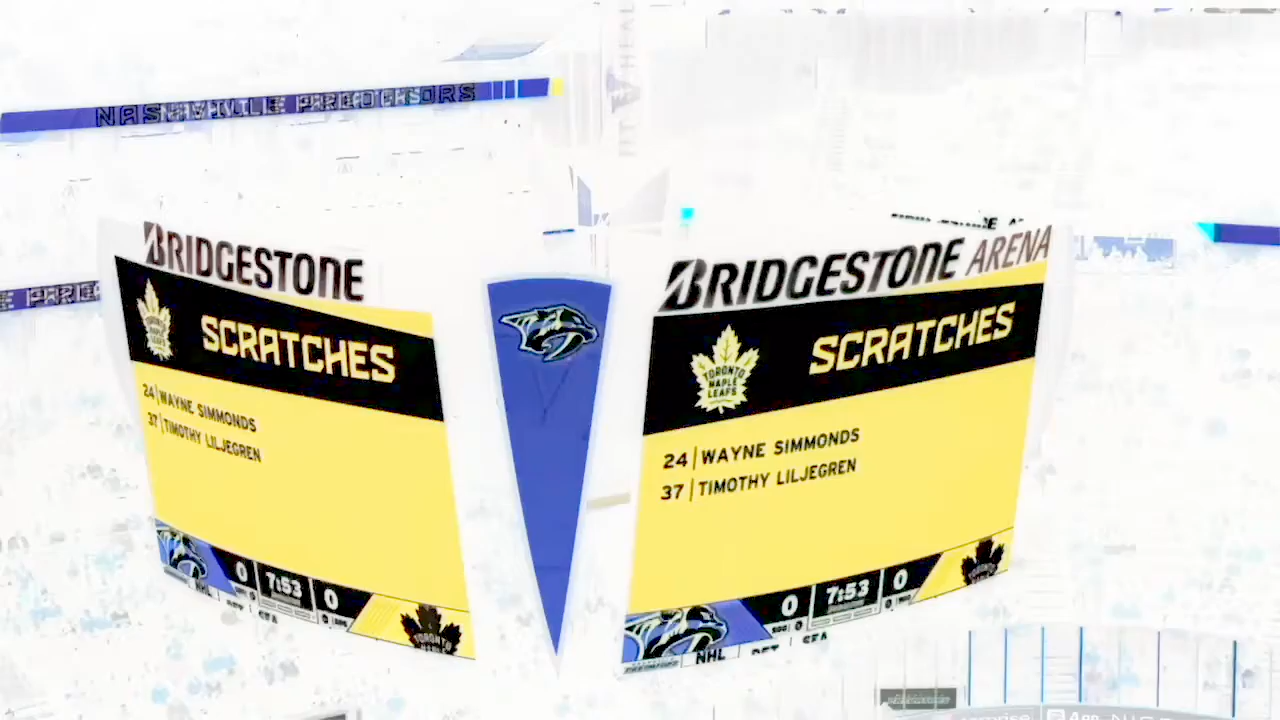 NASHVILLE PREDATORS
BRIDGESTONE
SCRATCHES
24 | WAYNE SIMMONDS
37 | TIMOTHY LILJEGREN
0 7:53 0
TORONTO
BRIDGESTONE ARENA
TORONTO
MAPLE
LEAFS
SCRATCHES
24 | WAYNE SIMMONDS
37 | TIMOTHY LILJEGREN
0 7:53 0
NHL DET SEA